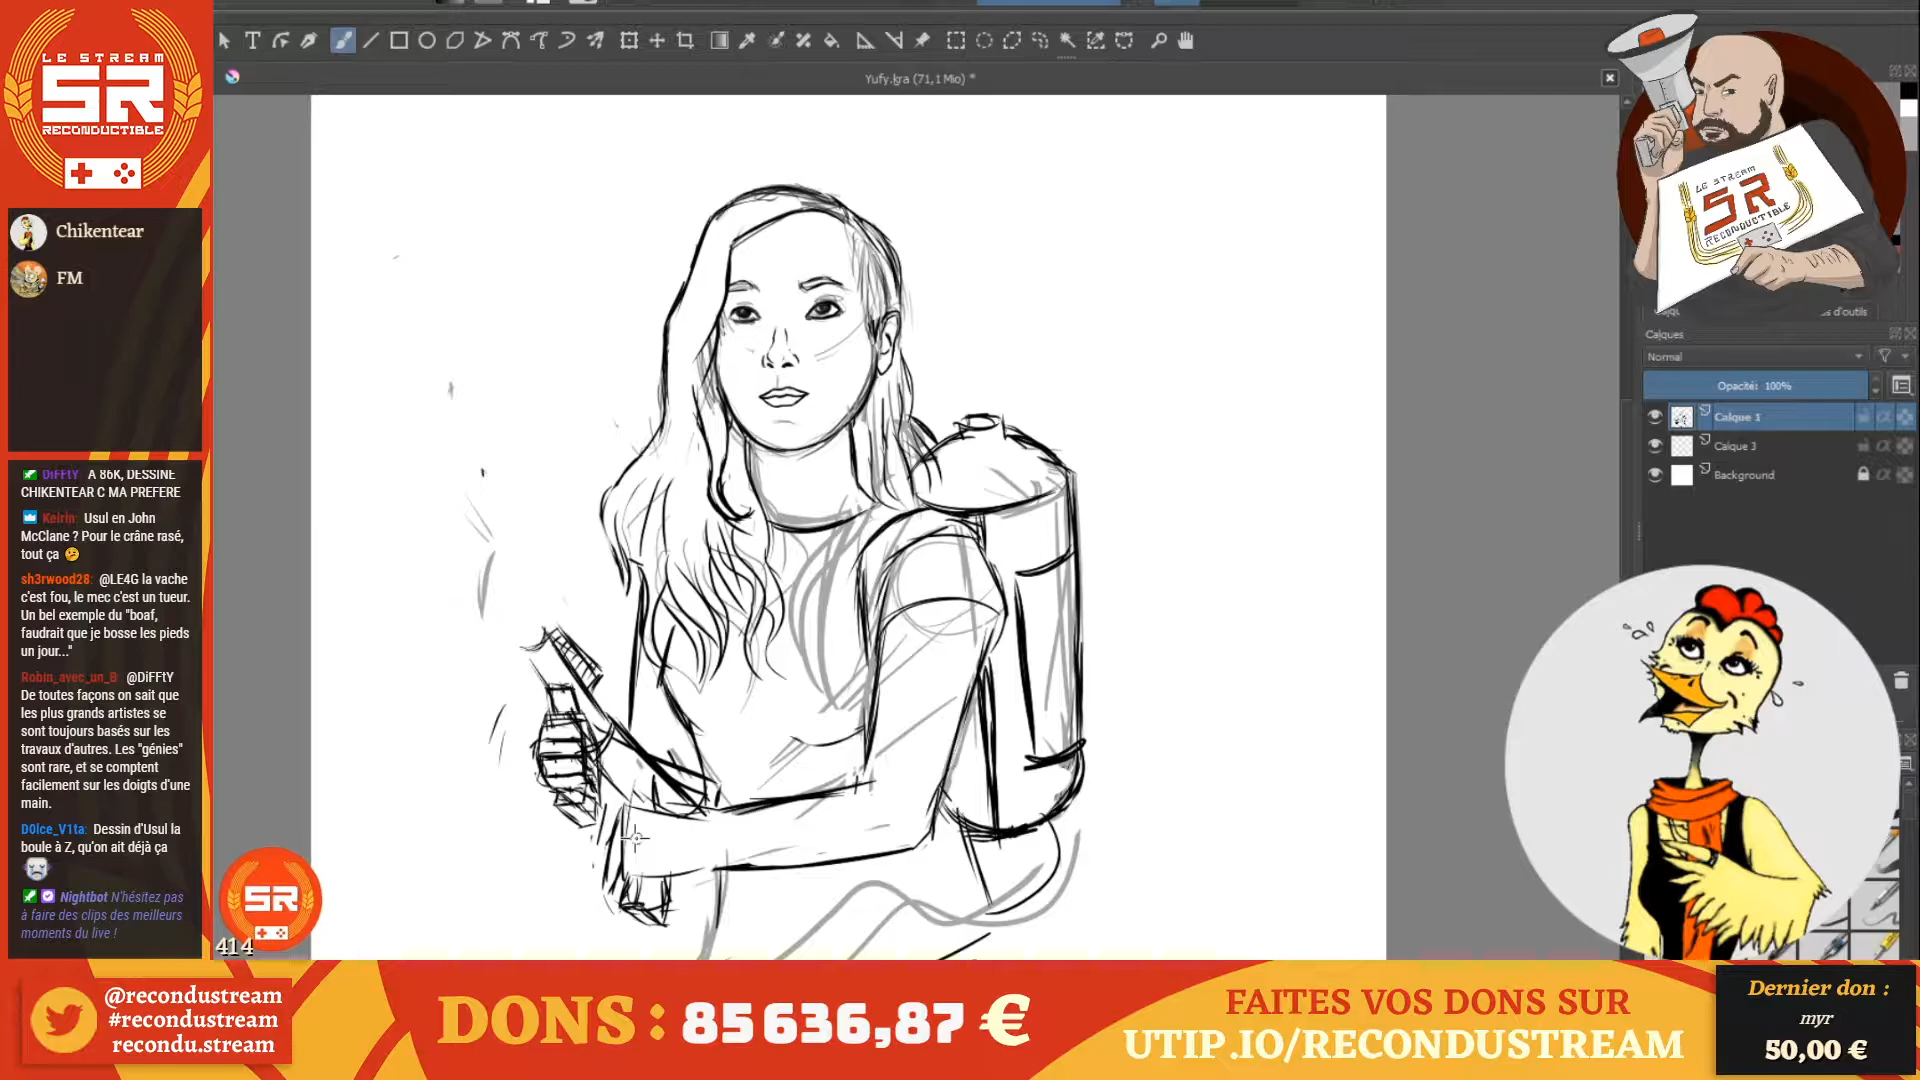 LE STREAM
SR
RECONDUCTIBLE
Yufy.kra (71,1 Mio) *
LE STREAM
SR
RECONDUCTIBLE
Chikentear
FM
s d'outils
Calques
Normal
Opacité: 100%
Calque 1
Calque 3
Background
DiFFtY A 86K, DESSINE
CHIKENTEAR C MA PREFERE
Keirin: Usul en John
McClane ? Pour le crâne rasé,
tout ça
sh3rwood28: @LE4G la vache
c'est fou, le mec c'est un tueur.
Un bel exemple du "boaf,
faudrait que je bosse les pieds
un jour..."
Robin_avec_un_B: @DiFFtY
De toutes façons on sait que
les plus grands artistes se
sont toujours basés sur les
travaux d'autres. Les "génies"
sont rare, et se comptent
facilement sur les doigts d'une
main.
D0lce_V1ta: Dessin d'Usul la
boule à Z, qu'on ait déjà ça
Nightbot N'hésitez pas
à faire des clips des meilleurs
moments du live !
SR
414
@recondustream
#recondustream
recondu.stream
DONS : 85 636,87 €
FAITES VOS DONS SUR
UTIP.IO/RECONDUSTREAM
Dernier don :
myr
50,00 €